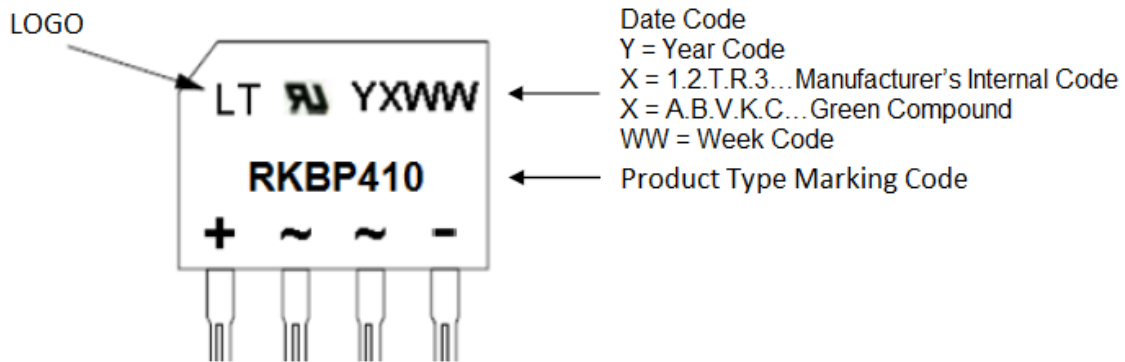 LOGO
Date Code
Y = Year Code
X = 1.2.T.R.3...Manufacturer's Internal Code
X = A.B.V.K.C...Green Compound
WW = Week Code
LT RU YXWW
RKBP410
Product Type Marking Code
+ ~ ~ -